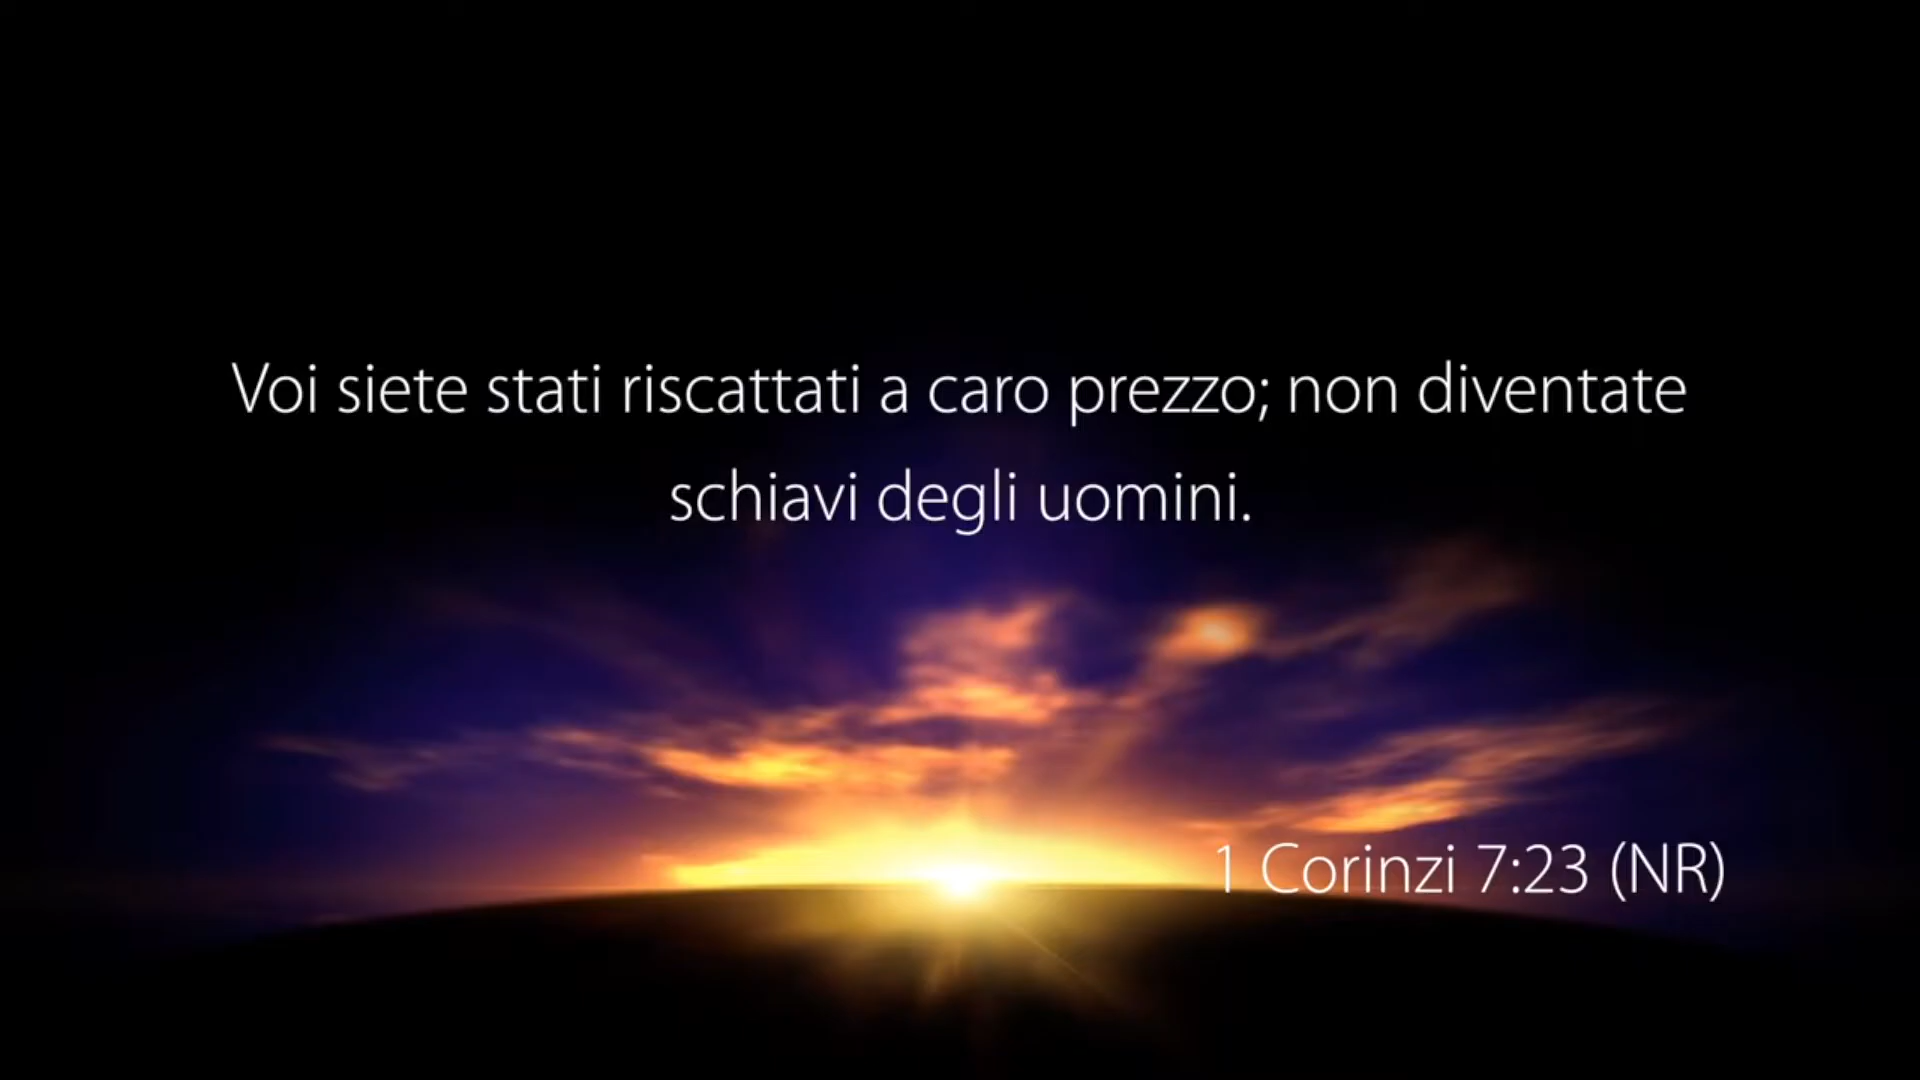 Voi siete stati riscattati a caro prezzo; non diventate
schiavi degli uomini.
1 Corinzi 7:23 (NR)